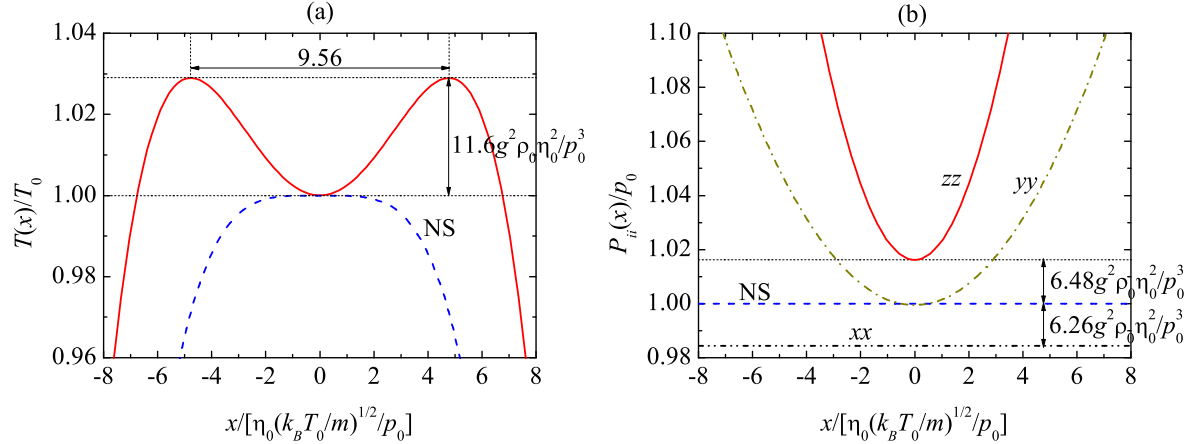 (a)
1.04
1.02
1.00
0.98
0.96
T(x)/T₀
9.56
11.6g²ρ₀η₀²/p₀³
NS
-8 -6 -4 -2 0 2 4 6 8
x/[η₀(k_BT₀/m)^1/2/p₀]
(b)
1.10
1.08
1.06
1.04
1.02
1.00
0.98
P_ii(x)/p₀
zz
yy
NS
6.48g²ρ₀η₀²/p₀³
6.26g²ρ₀η₀²/p₀³
xx
-8 -6 -4 -2 0 2 4 6 8
x/[η₀(k_BT₀/m)^1/2/p₀]